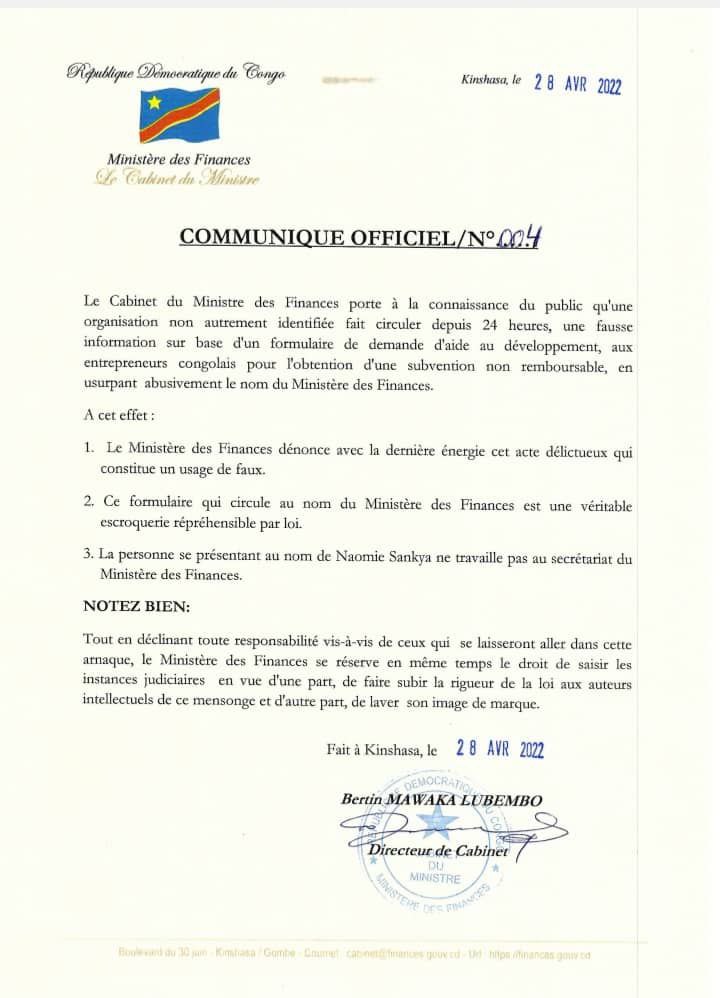 République Démocratique du Congo
Kinshasa, le 28 AVR 2022
Ministère des Finances
Le Cabinet du Ministre
COMMUNIQUE OFFICIEL/N° 004
Le Cabinet du Ministre des Finances porte à la connaissance du public qu'une
organisation non autrement identifiée fait circuler depuis 24 heures, une fausse
information sur base d'un formulaire de demande d'aide au développement, aux
entrepreneurs congolais pour l'obtention d'une subvention non remboursable, en
usurpant abusivement le nom du Ministère des Finances.
A cet effet :
1. Le Ministère des Finances dénonce avec la dernière énergie cet acte délictueux qui
constitue un usage de faux.
2. Ce formulaire qui circule au nom du Ministère des Finances est une véritable
escroquerie répréhensible par loi.
3. La personne se présentant au nom de Naomie Sankya ne travaille pas au secrétariat du
Ministère des Finances.
NOTEZ BIEN:
Tout en déclinant toute responsabilité vis-à-vis de ceux qui se laisseront aller dans cette
arnaque, le Ministère des Finances se réserve en même temps le droit de saisir les
instances judiciaires en vue d'une part, de faire subir la rigueur de la loi aux auteurs
intellectuels de ce mensonge et d'autre part, de laver son image de marque.
Fait à Kinshasa, le 28 AVR 2022
Bertin MAWAKA LUBEMBO
Directeur de Cabinet
REPUBLIQUE DEMOCRATIQUE DU CONGO
CABINET
DU
MINISTRE
MINISTERE DES FINANCES
Boulevard du 30 juin - Kinshasa / Gombe - Courriel : cabinet@finances.gouv.cd - Url : https://finances.gouv.cd